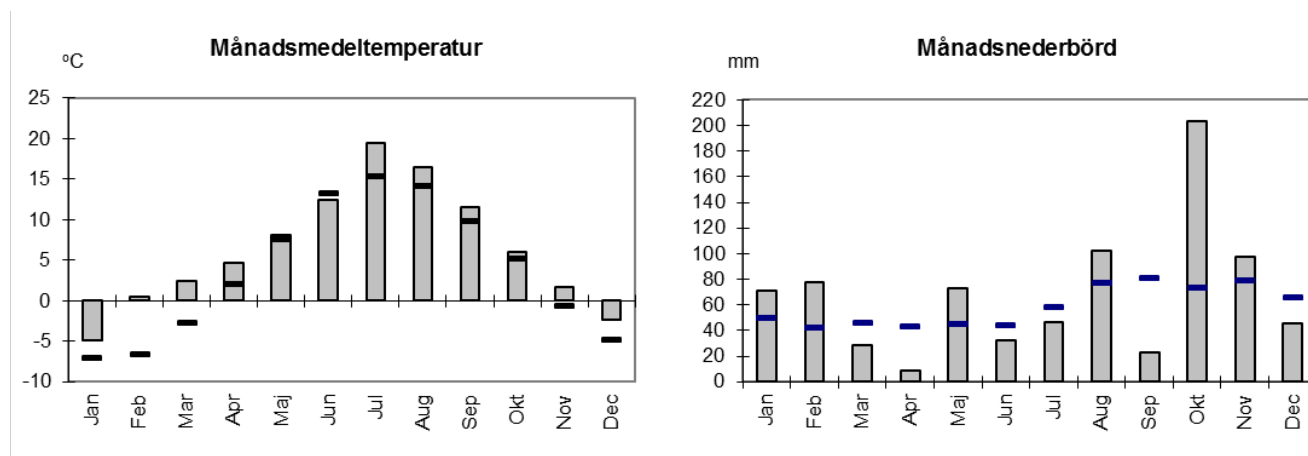 Månadsmedeltemperatur
ºC
25
20
15
10
5
0
-5
-10
Jan
Feb
Mar
Apr
Maj
Jun
Jul
Aug
Sep
Okt
Nov
Dec
Månadsnederbörd
mm
220
200
180
160
140
120
100
80
60
40
20
0
Jan
Feb
Mar
Apr
Maj
Jun
Jul
Aug
Sep
Okt
Nov
Dec